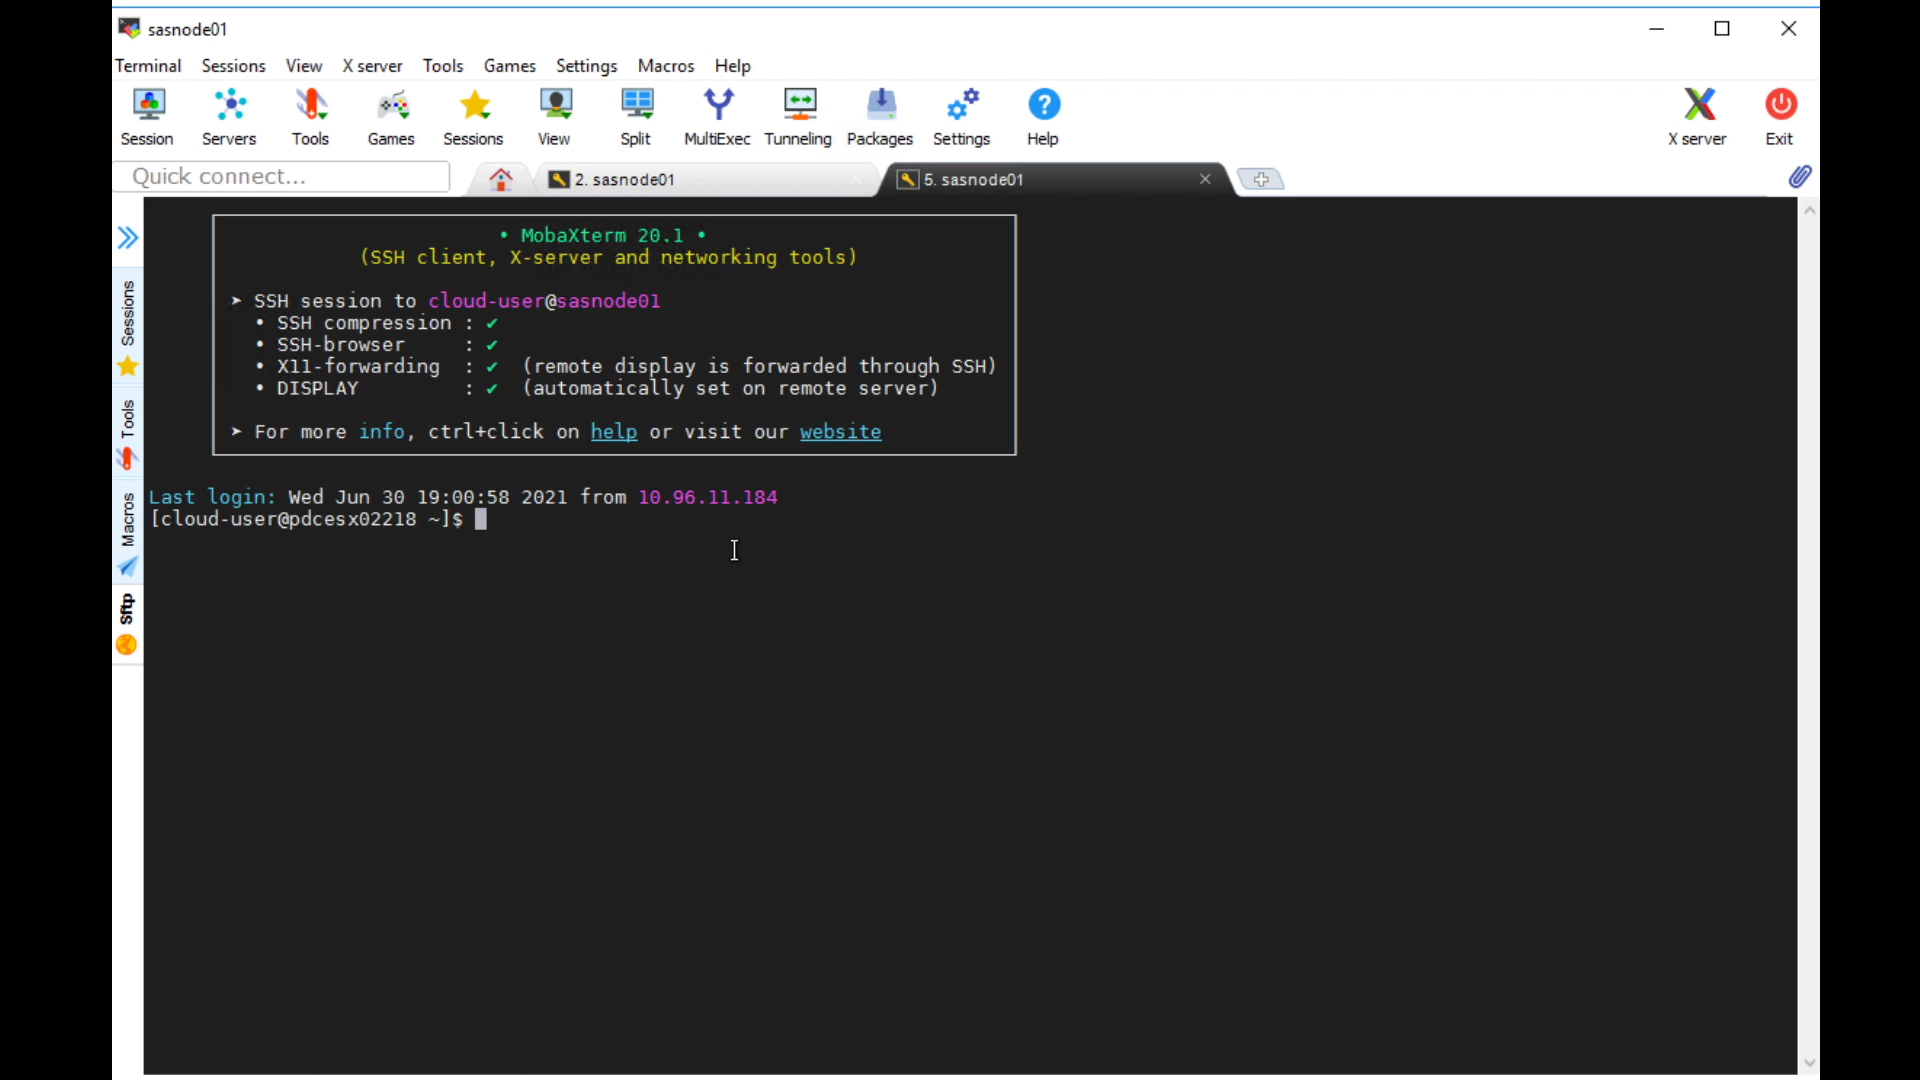 sasnode01
Terminal Sessions View X server Tools Games Settings Macros Help
Session Servers Tools Games Sessions View Split MultiExec Tunneling Packages Settings Help X server Exit
Quick connect... 2. sasnode01 5. sasnode01
• MobaXterm 20.1 •
(SSH client, X-server and networking tools)
➤ SSH session to cloud-user@sasnode01
• SSH compression : ✔
• SSH-browser : ✔
• X11-forwarding : ✔ (remote display is forwarded through SSH)
• DISPLAY : ✔ (automatically set on remote server)
➤ For more info, ctrl+click on help or visit our website
Last login: Wed Jun 30 19:00:58 2021 from 10.96.11.184
[cloud-user@pdcesx02218 ~]$
Sessions
Tools
Macros
Sftp